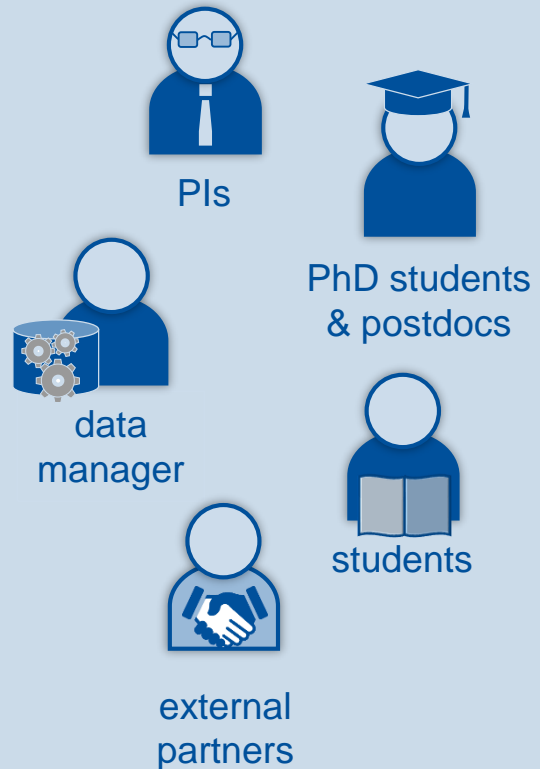 PIs
PhD students
& postdocs
data
manager
students
external
partners